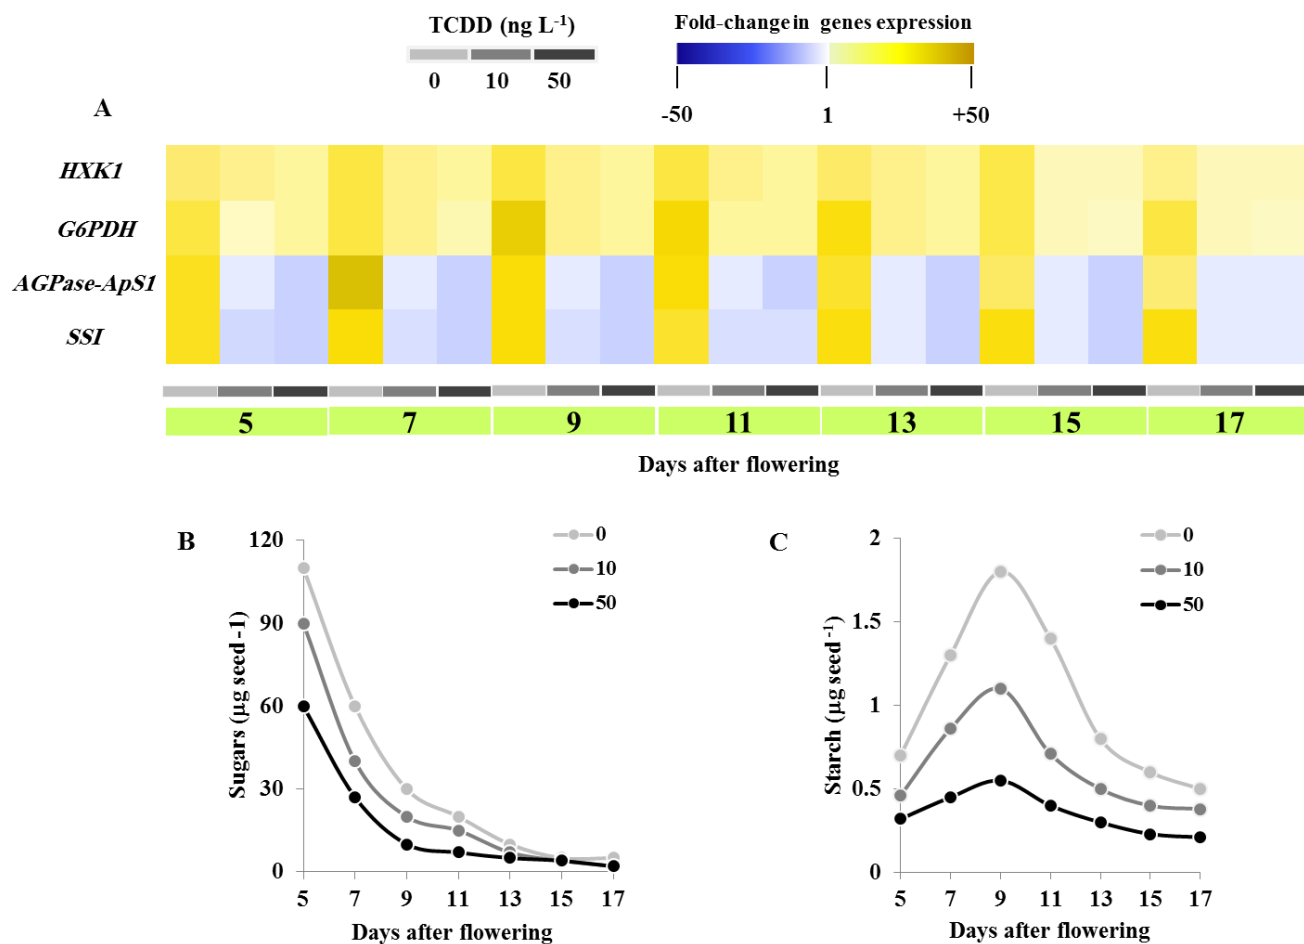 TCDD (ng L-1)
0 10 50
Fold-change in genes expression
-50 1 +50
A
HXK1
G6PDH
AGPase-ApS1
SSI
5 7 9 11 13 15 17
Days after flowering
B
Sugars (µg seed -1)
120
90
60
30
0
0
10
50
5 7 9 11 13 15 17
Days after flowering
C
Starch (µg seed-1)
2
1.5
1
0.5
0
0
10
50
5 7 9 11 13 15 17
Days after flowering